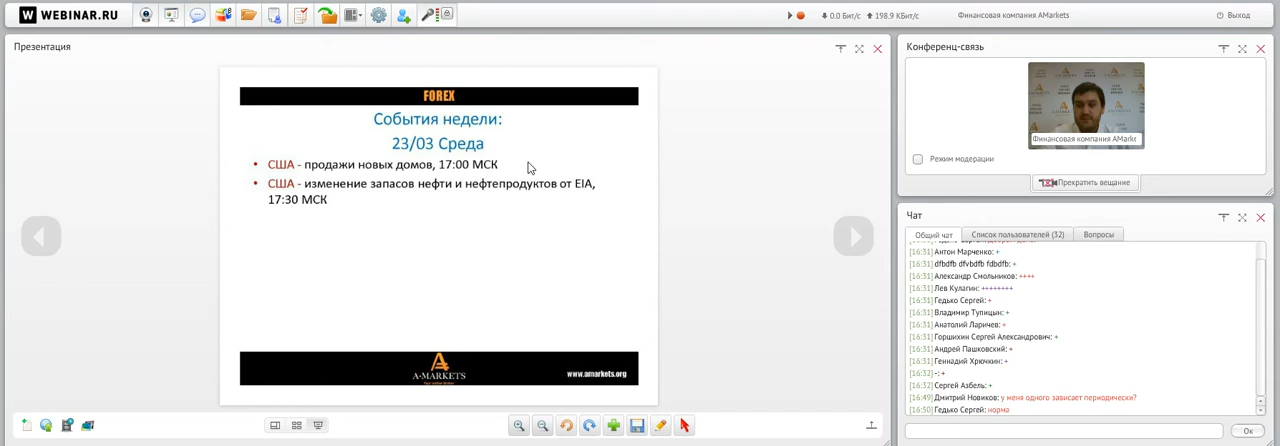 W WEBINAR.RU
0.0 Бит/с
198.9 КБит/с
Финансовая компания AMarkets
Выход
Презентация
FOREX
События недели:
23/03 Среда
• США - продажи новых домов, 17:00 МСК
• США - изменение запасов нефти и нефтепродуктов от EIA,
17:30 МСК
A-MARKETS
www.amarkets.org
Конференц-связь
Финансовая компания AMarke
Режим модерации
Прекратить вещание
Чат
Общий чат
Список пользователей (32)
Вопросы
[16:31] Антон Марченко: +
[16:31] dfbdfb dfvbdfb fdbdfb: +
[16:31] Александр Смольников: ++++
[16:31] Лев Кулагин: ++++++++
[16:31] Гедько Сергей: +
[16:31] Владимир Тупицын: +
[16:31] Анатолий Ларичев: +
[16:31] Горшихин Сергей Александрович: +
[16:31] Андрей Пашковский: +
[16:31] Геннадий Хрючкин: +
[16:32] -: +
[16:32] Сергей Азбель: +
[16:49] Дмитрий Новиков: у меня одного зависает периодически?
[16:50] Гедько Сергей: норма
Ок